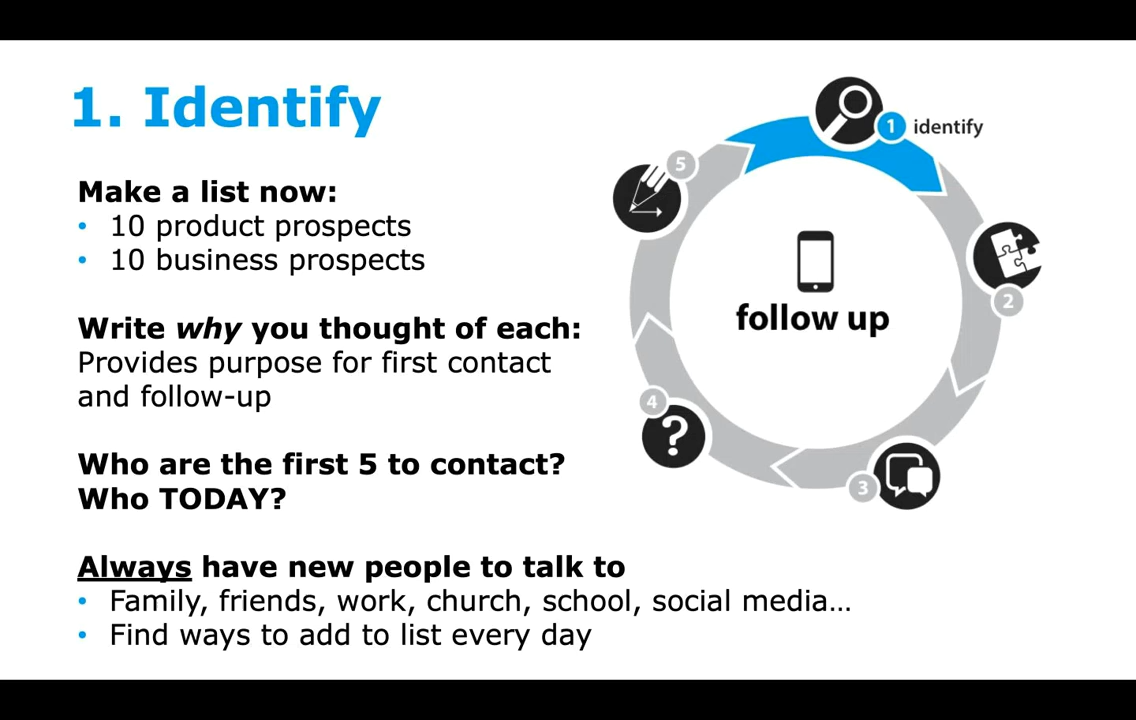 1. Identify
Make a list now:
• 10 product prospects
• 10 business prospects
Write why you thought of each:
Provides purpose for first contact
and follow-up
Who are the first 5 to contact?
Who TODAY?
Always have new people to talk to
• Family, friends, work, church, school, social media…
• Find ways to add to list every day
1 identify
2
3
4
?
5
follow up